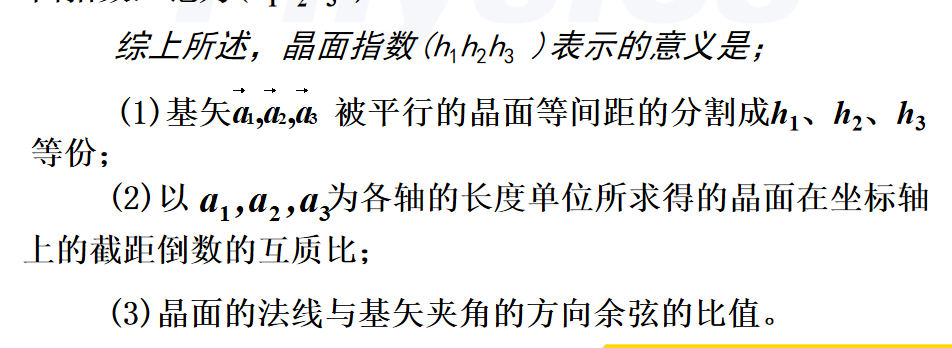 综上所述，晶面指数(h₁h₂h₃ )表示的意义是；
(1)基矢a₁,a₂,a₃ 被平行的晶面等间距的分割成h₁、h₂、h₃
等份；
(2)以 a₁,a₂,a₃为各轴的长度单位所求得的晶面在坐标轴
上的截距倒数的互质比；
(3)晶面的法线与基矢夹角的方向余弦的比值。